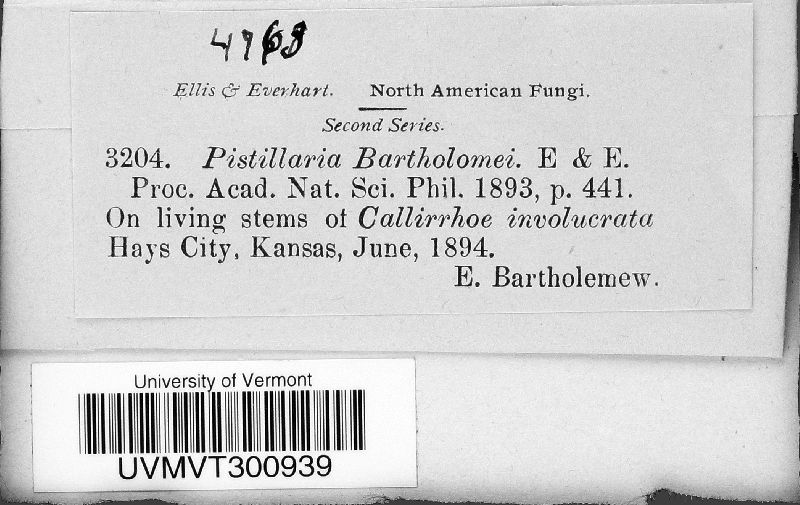 Ellis & Everhart. North American Fungi.
Second Series.
3204. Pistillaria Bartholomei. E & E.
Proc. Acad. Nat. Sci. Phil. 1893, p. 441.
On living stems of Callirrhoe involucrata
Hays City, Kansas, June, 1894.
E. Bartholemew.
University of Vermont
UVMVT300939